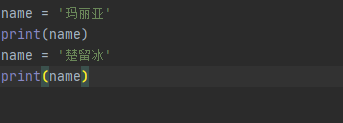 name = '玛丽亚'
print(name)
name = '楚留冰'
print(name)